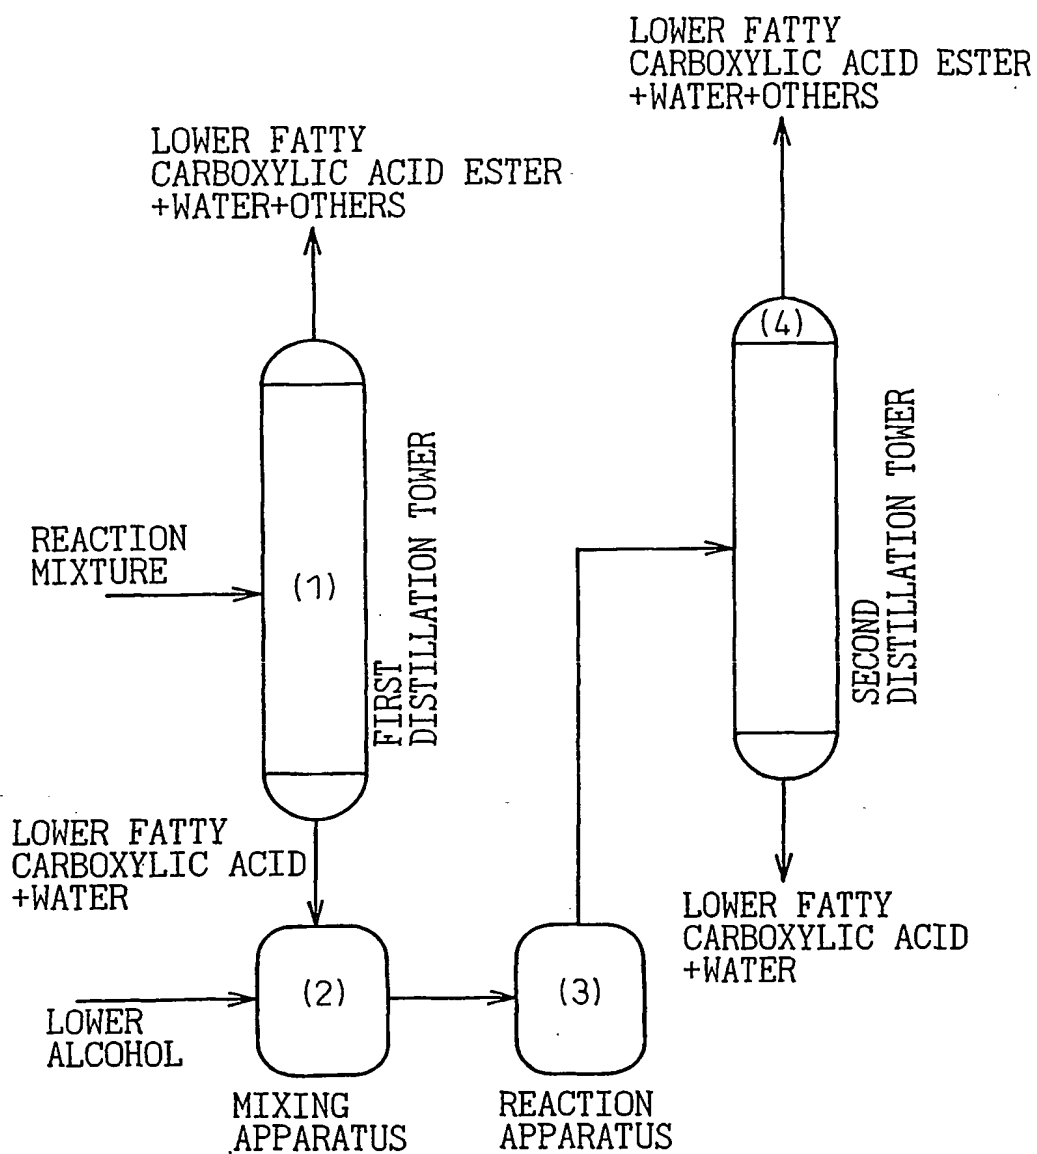 LOWER FATTY
CARBOXYLIC ACID ESTER
+WATER+OTHERS
LOWER FATTY
CARBOXYLIC ACID ESTER
+WATER+OTHERS
(4)
REACTION
MIXTURE
(1)
FIRST
DISTILLATION TOWER
SECOND
DISTILLATION TOWER
LOWER FATTY
CARBOXYLIC ACID
+WATER
LOWER FATTY
CARBOXYLIC ACID
+WATER
(2)
(3)
LOWER
ALCOHOL
MIXING
APPARATUS
REACTION
APPARATUS